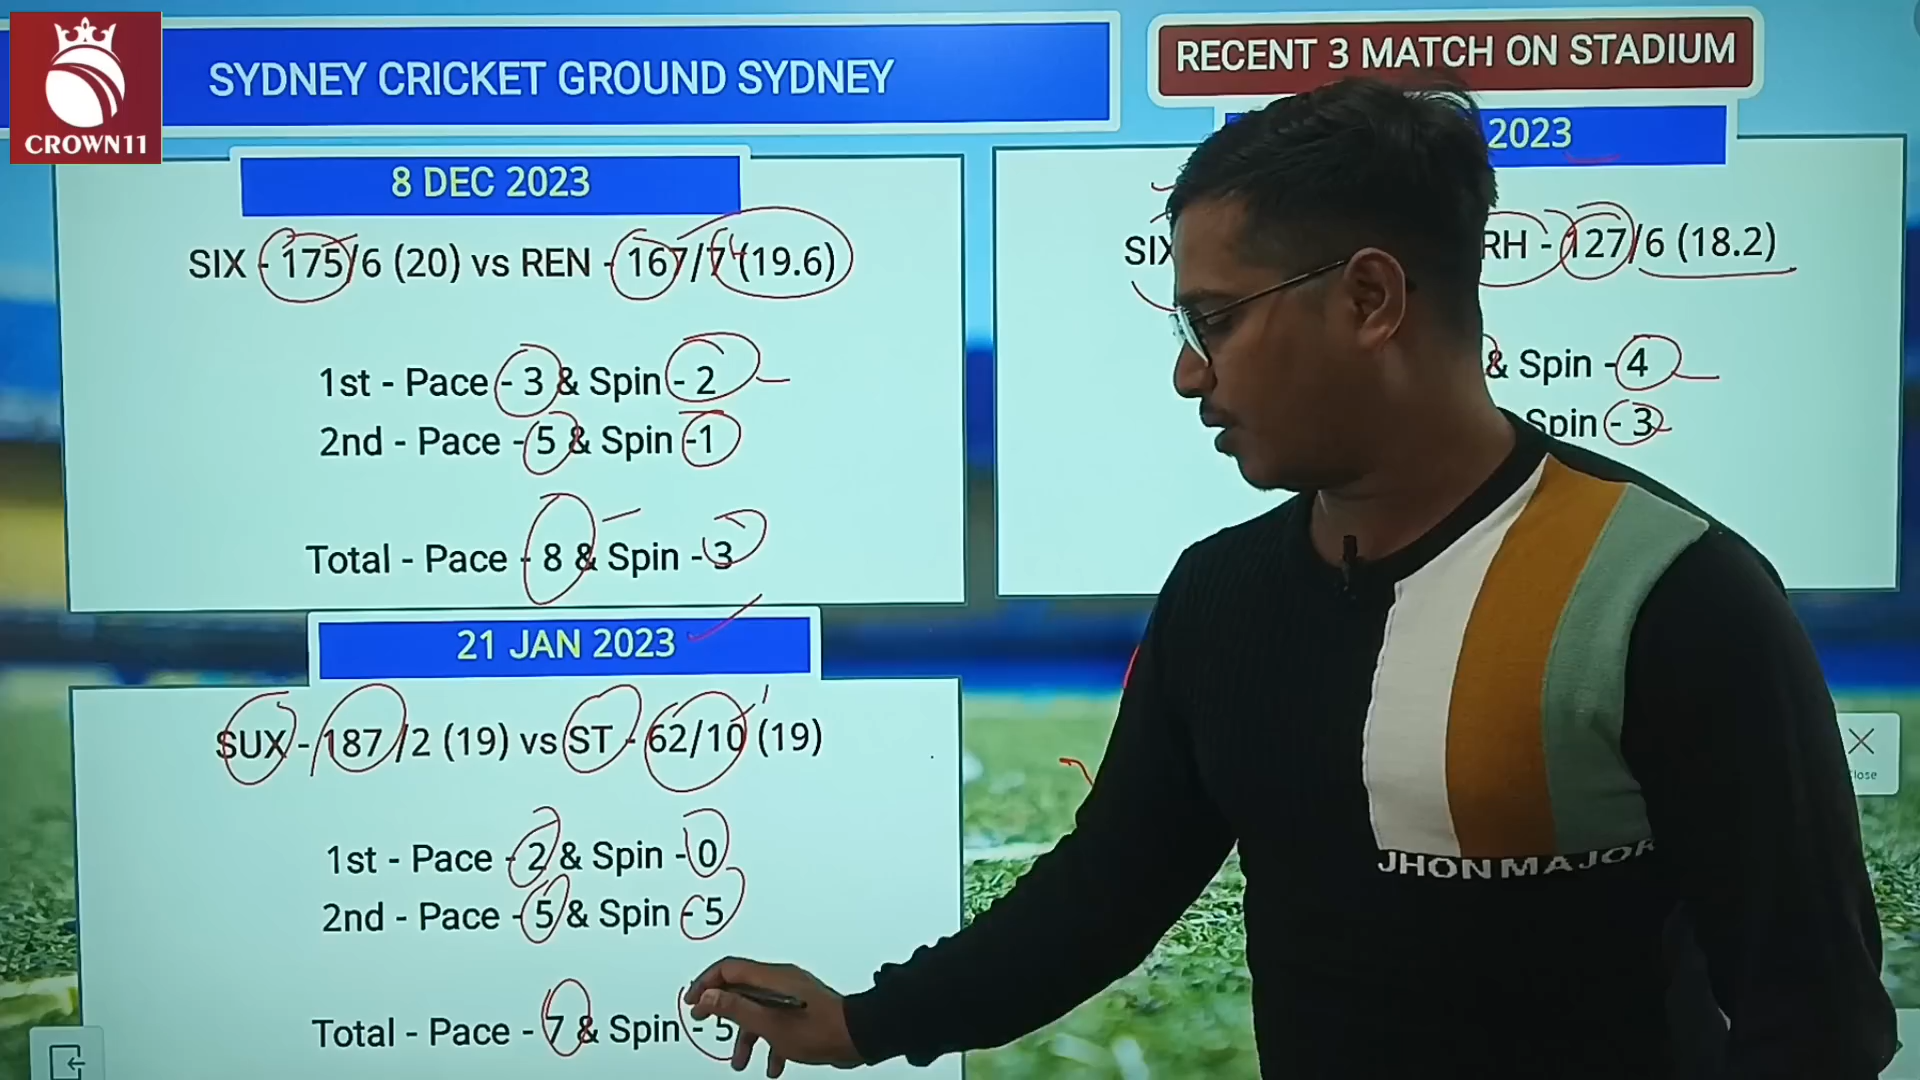 CROWN11
SYDNEY CRICKET GROUND SYDNEY
RECENT 3 MATCH ON STADIUM
8 DEC 2023
SIX - 175/6 (20) vs REN - 167/7 (19.6)
1st - Pace - 3 & Spin - 2
2nd - Pace - 5 & Spin -1
Total - Pace - 8 & Spin - 3
2023
SIX
RH - 127/6 (18.2)
& Spin - 4
Spin - 3
21 JAN 2023
SUX - 187/2 (19) vs ST - 62/10 (19)
1st - Pace - 2 & Spin - 0
2nd - Pace - 5 & Spin - 5
Total - Pace - 7 & Spin - 5
JHON MAJOR